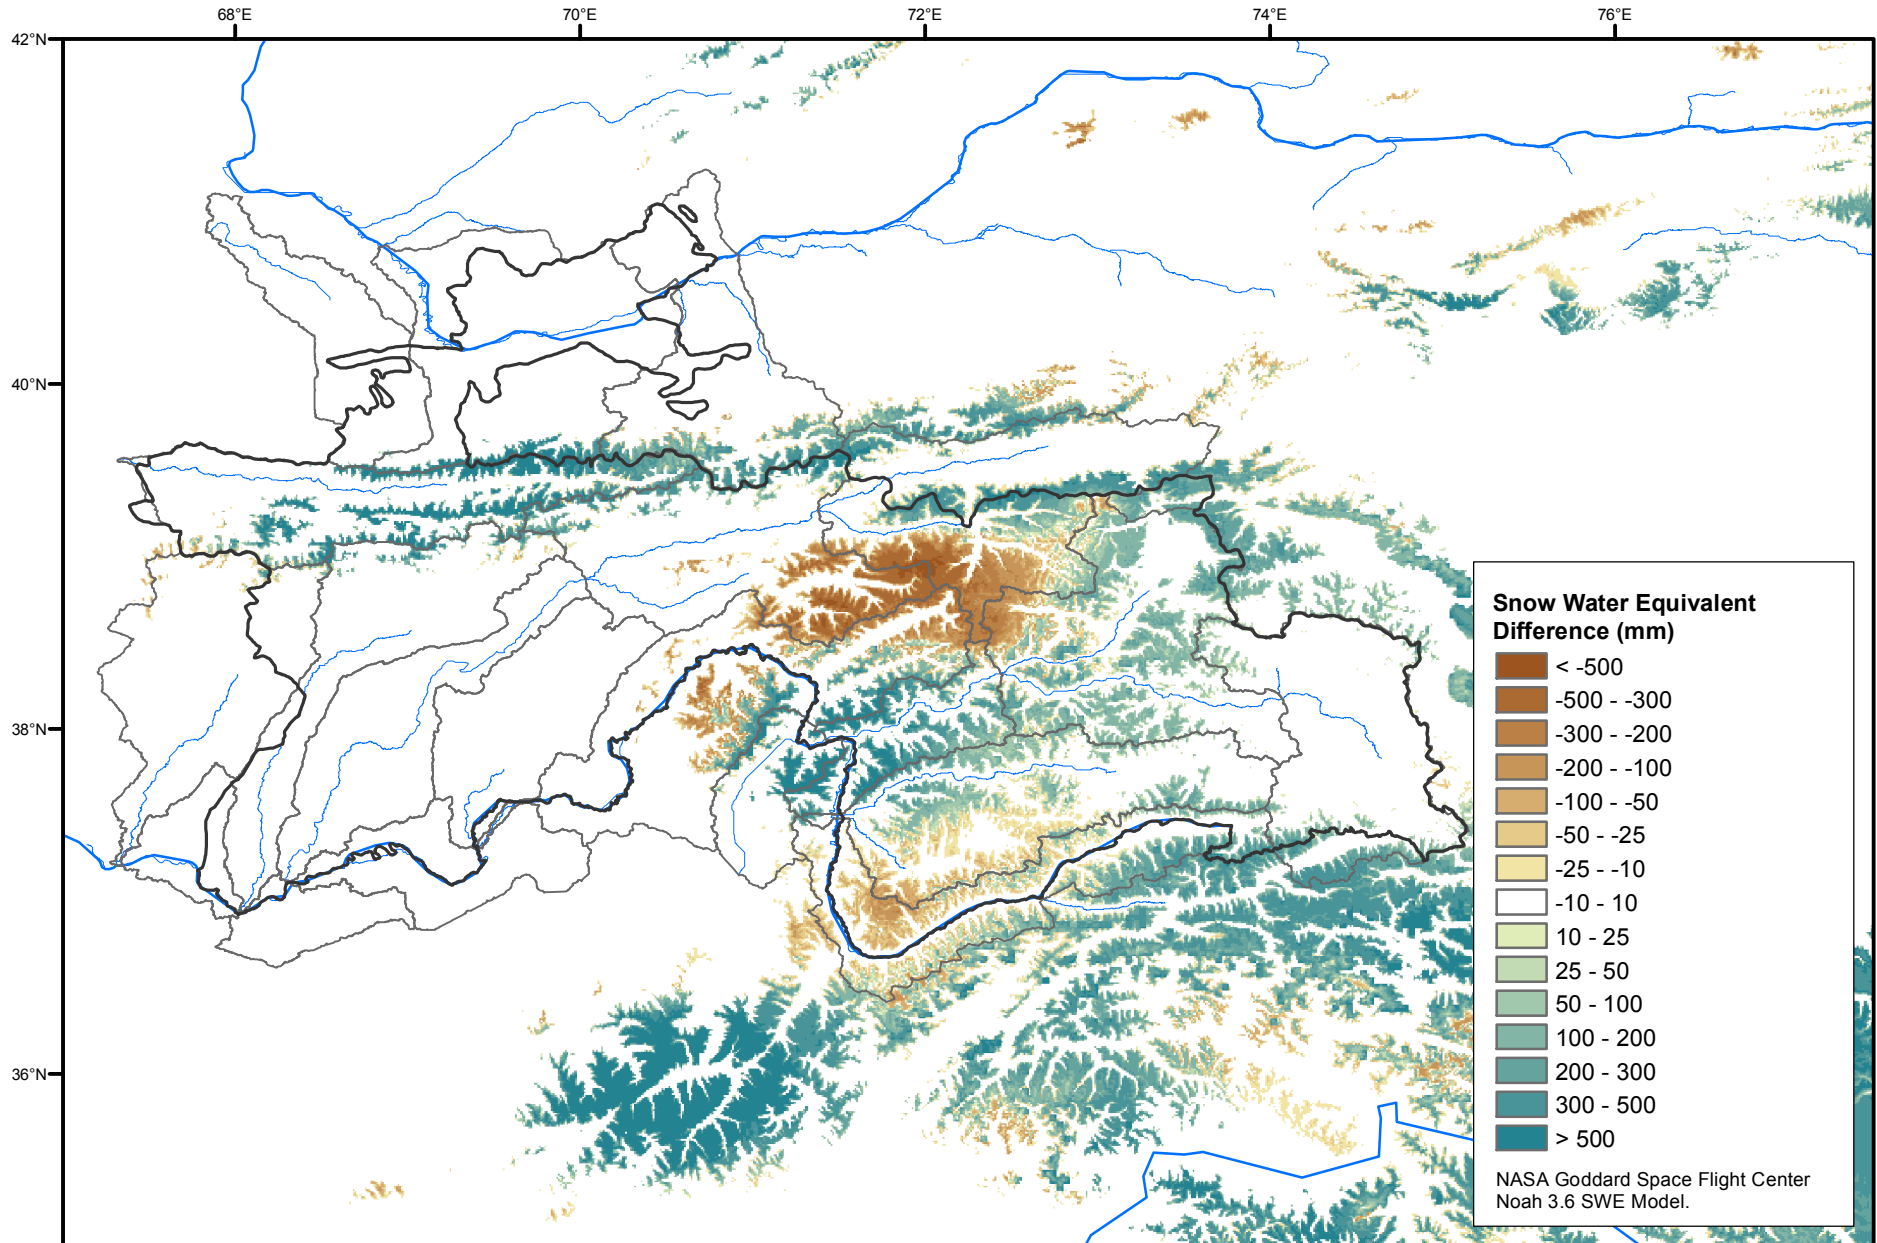 68°E 70°E 72°E 74°E 76°E
42°N
40°N
38°N
36°N
Snow Water Equivalent
Difference (mm)
< -500
-500 - -300
-300 - -200
-200 - -100
-100 - -50
-50 - -25
-25 - -10
-10 - 10
10 - 25
25 - 50
50 - 100
100 - 200
200 - 300
300 - 500
> 500
NASA Goddard Space Flight Center
Noah 3.6 SWE Model.